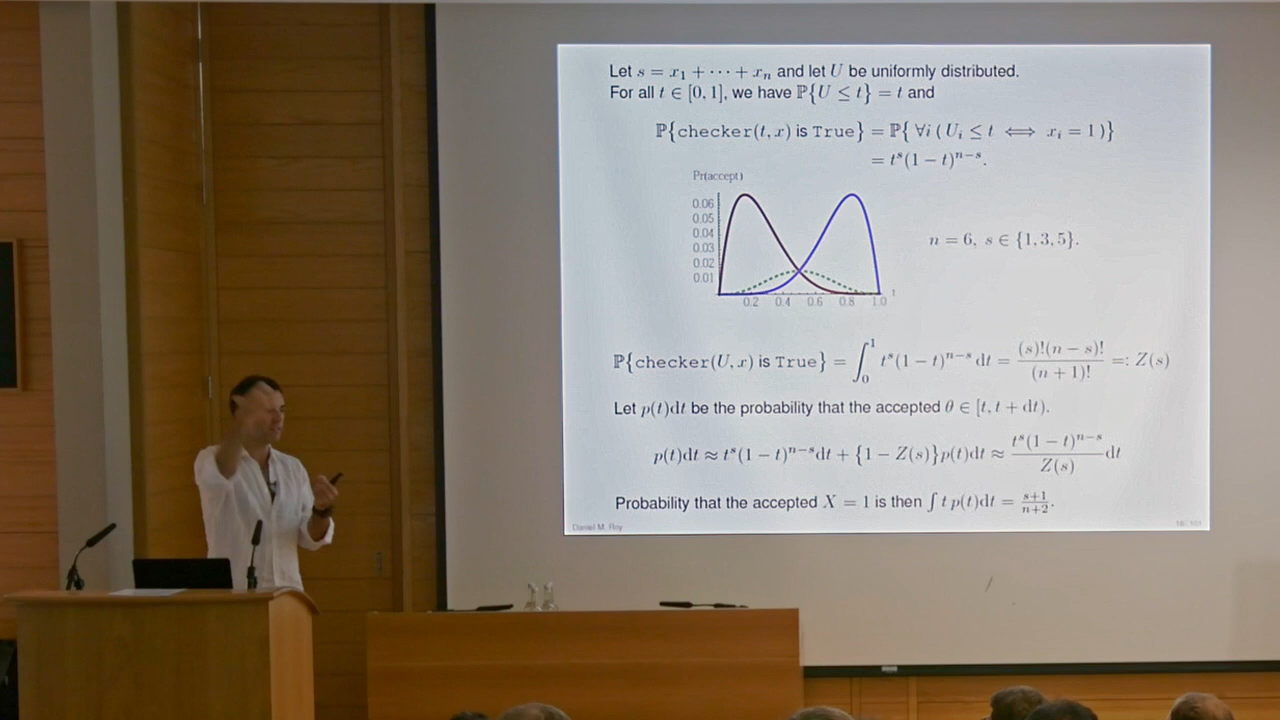 Let s = x₁ + ⋯ + xₙ and let U be uniformly distributed.
For all t ∈ [0, 1], we have ℙ{U ≤ t} = t and
ℙ{checker(t, x) is True} = ℙ{ ∀i ( Uᵢ ≤ t ⟺ xᵢ = 1 )}
= tˢ(1 − t)ⁿ⁻ˢ.
Pr(accept)
0.06
0.05
0.04
0.03
0.02
0.01
0.2 0.4 0.6 0.8 1.0 t
n = 6, s ∈ {1, 3, 5}.
ℙ{checker(U, x) is True} = ∫₀¹ tˢ(1 − t)ⁿ⁻ˢ dt = (s)!(n − s)! / (n + 1)! =: Z(s)
Let p(t)dt be the probability that the accepted θ ∈ [t, t + dt).
p(t)dt ≈ tˢ(1 − t)ⁿ⁻ˢdt + {1 − Z(s)}p(t)dt ≈ tˢ(1 − t)ⁿ⁻ˢ / Z(s) dt
Probability that the accepted X = 1 is then ∫ t p(t)dt = s+1 / n+2.
Daniel M. Roy